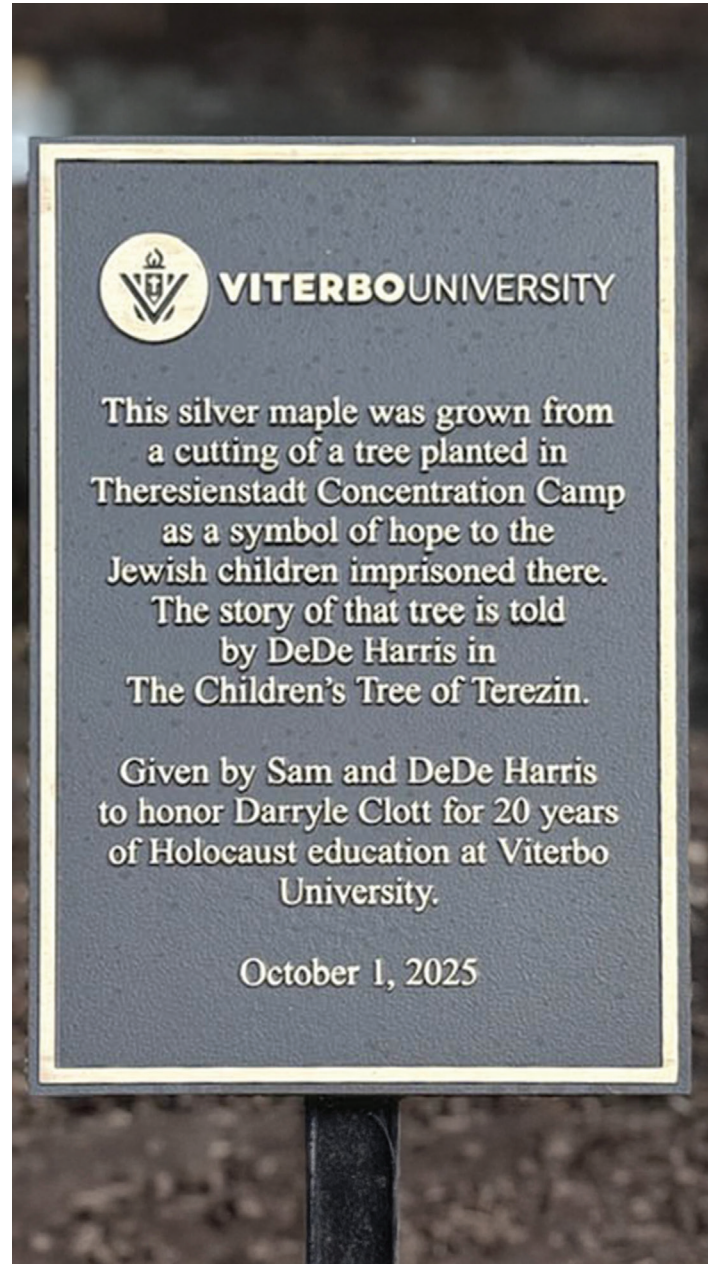 VITERBOUNIVERSITY
This silver maple was grown from
a cutting of a tree planted in
Theresienstadt Concentration Camp
as a symbol of hope to the
Jewish children imprisoned there.
The story of that tree is told
by DeDe Harris in
The Children's Tree of Terezin.
Given by Sam and DeDe Harris
to honor Darryle Clott for 20 years
of Holocaust education at Viterbo
University.
October 1, 2025